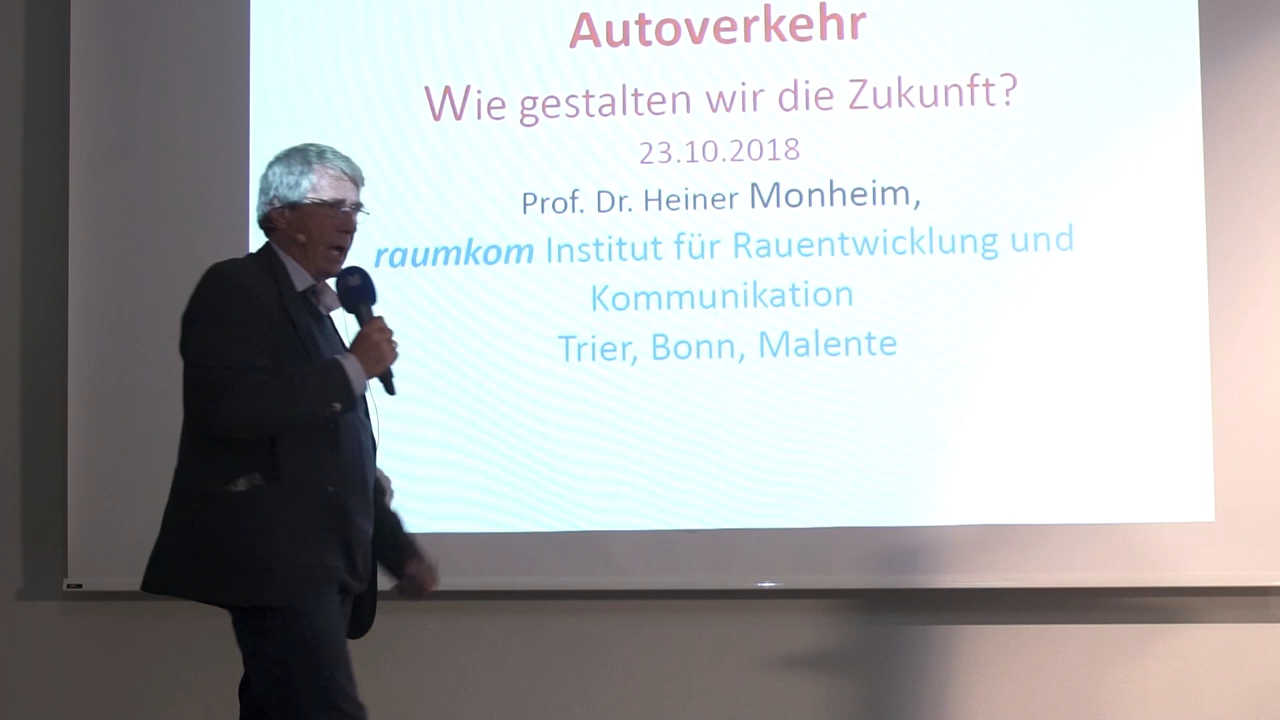 Autoverkehr
Wie gestalten wir die Zukunft?
23.10.2018
Prof. Dr. Heiner Monheim,
raumkom Institut für Rauentwicklung und
Kommunikation
Trier, Bonn, Malente